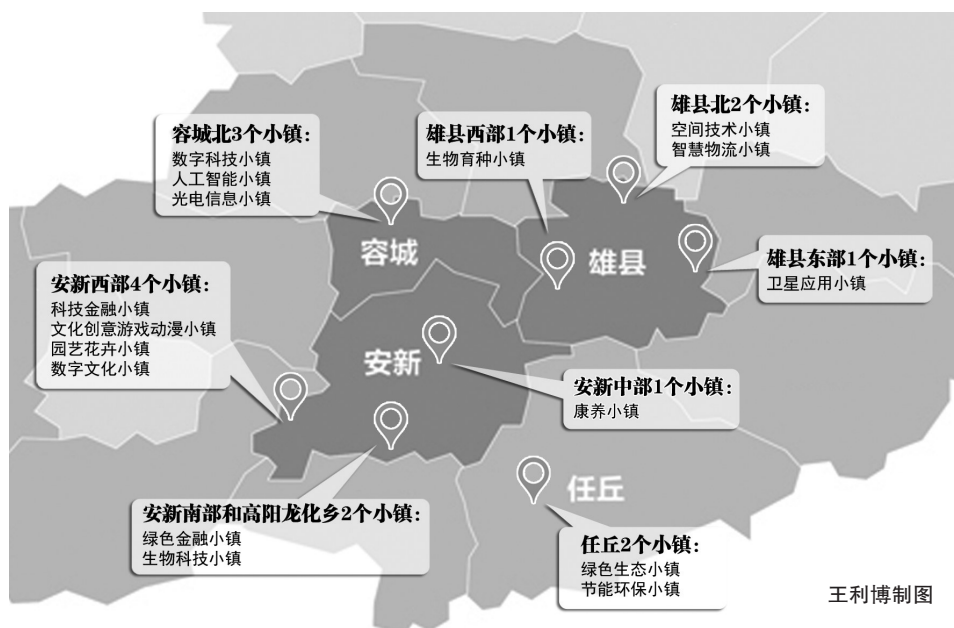 雄县北2个小镇：
空间技术小镇
智慧物流小镇
容城北3个小镇：
数字科技小镇
人工智能小镇
光电信息小镇
雄县西部1个小镇：
生物育种小镇
容城
雄县
雄县东部1个小镇：
卫星应用小镇
安新西部4个小镇：
科技金融小镇
文化创意游戏动漫小镇
园艺花卉小镇
数字文化小镇
安新
安新中部1个小镇：
康养小镇
任丘
安新南部和高阳龙化乡2个小镇：
绿色金融小镇
生物科技小镇
任丘2个小镇：
绿色生态小镇
节能环保小镇
王利博制图